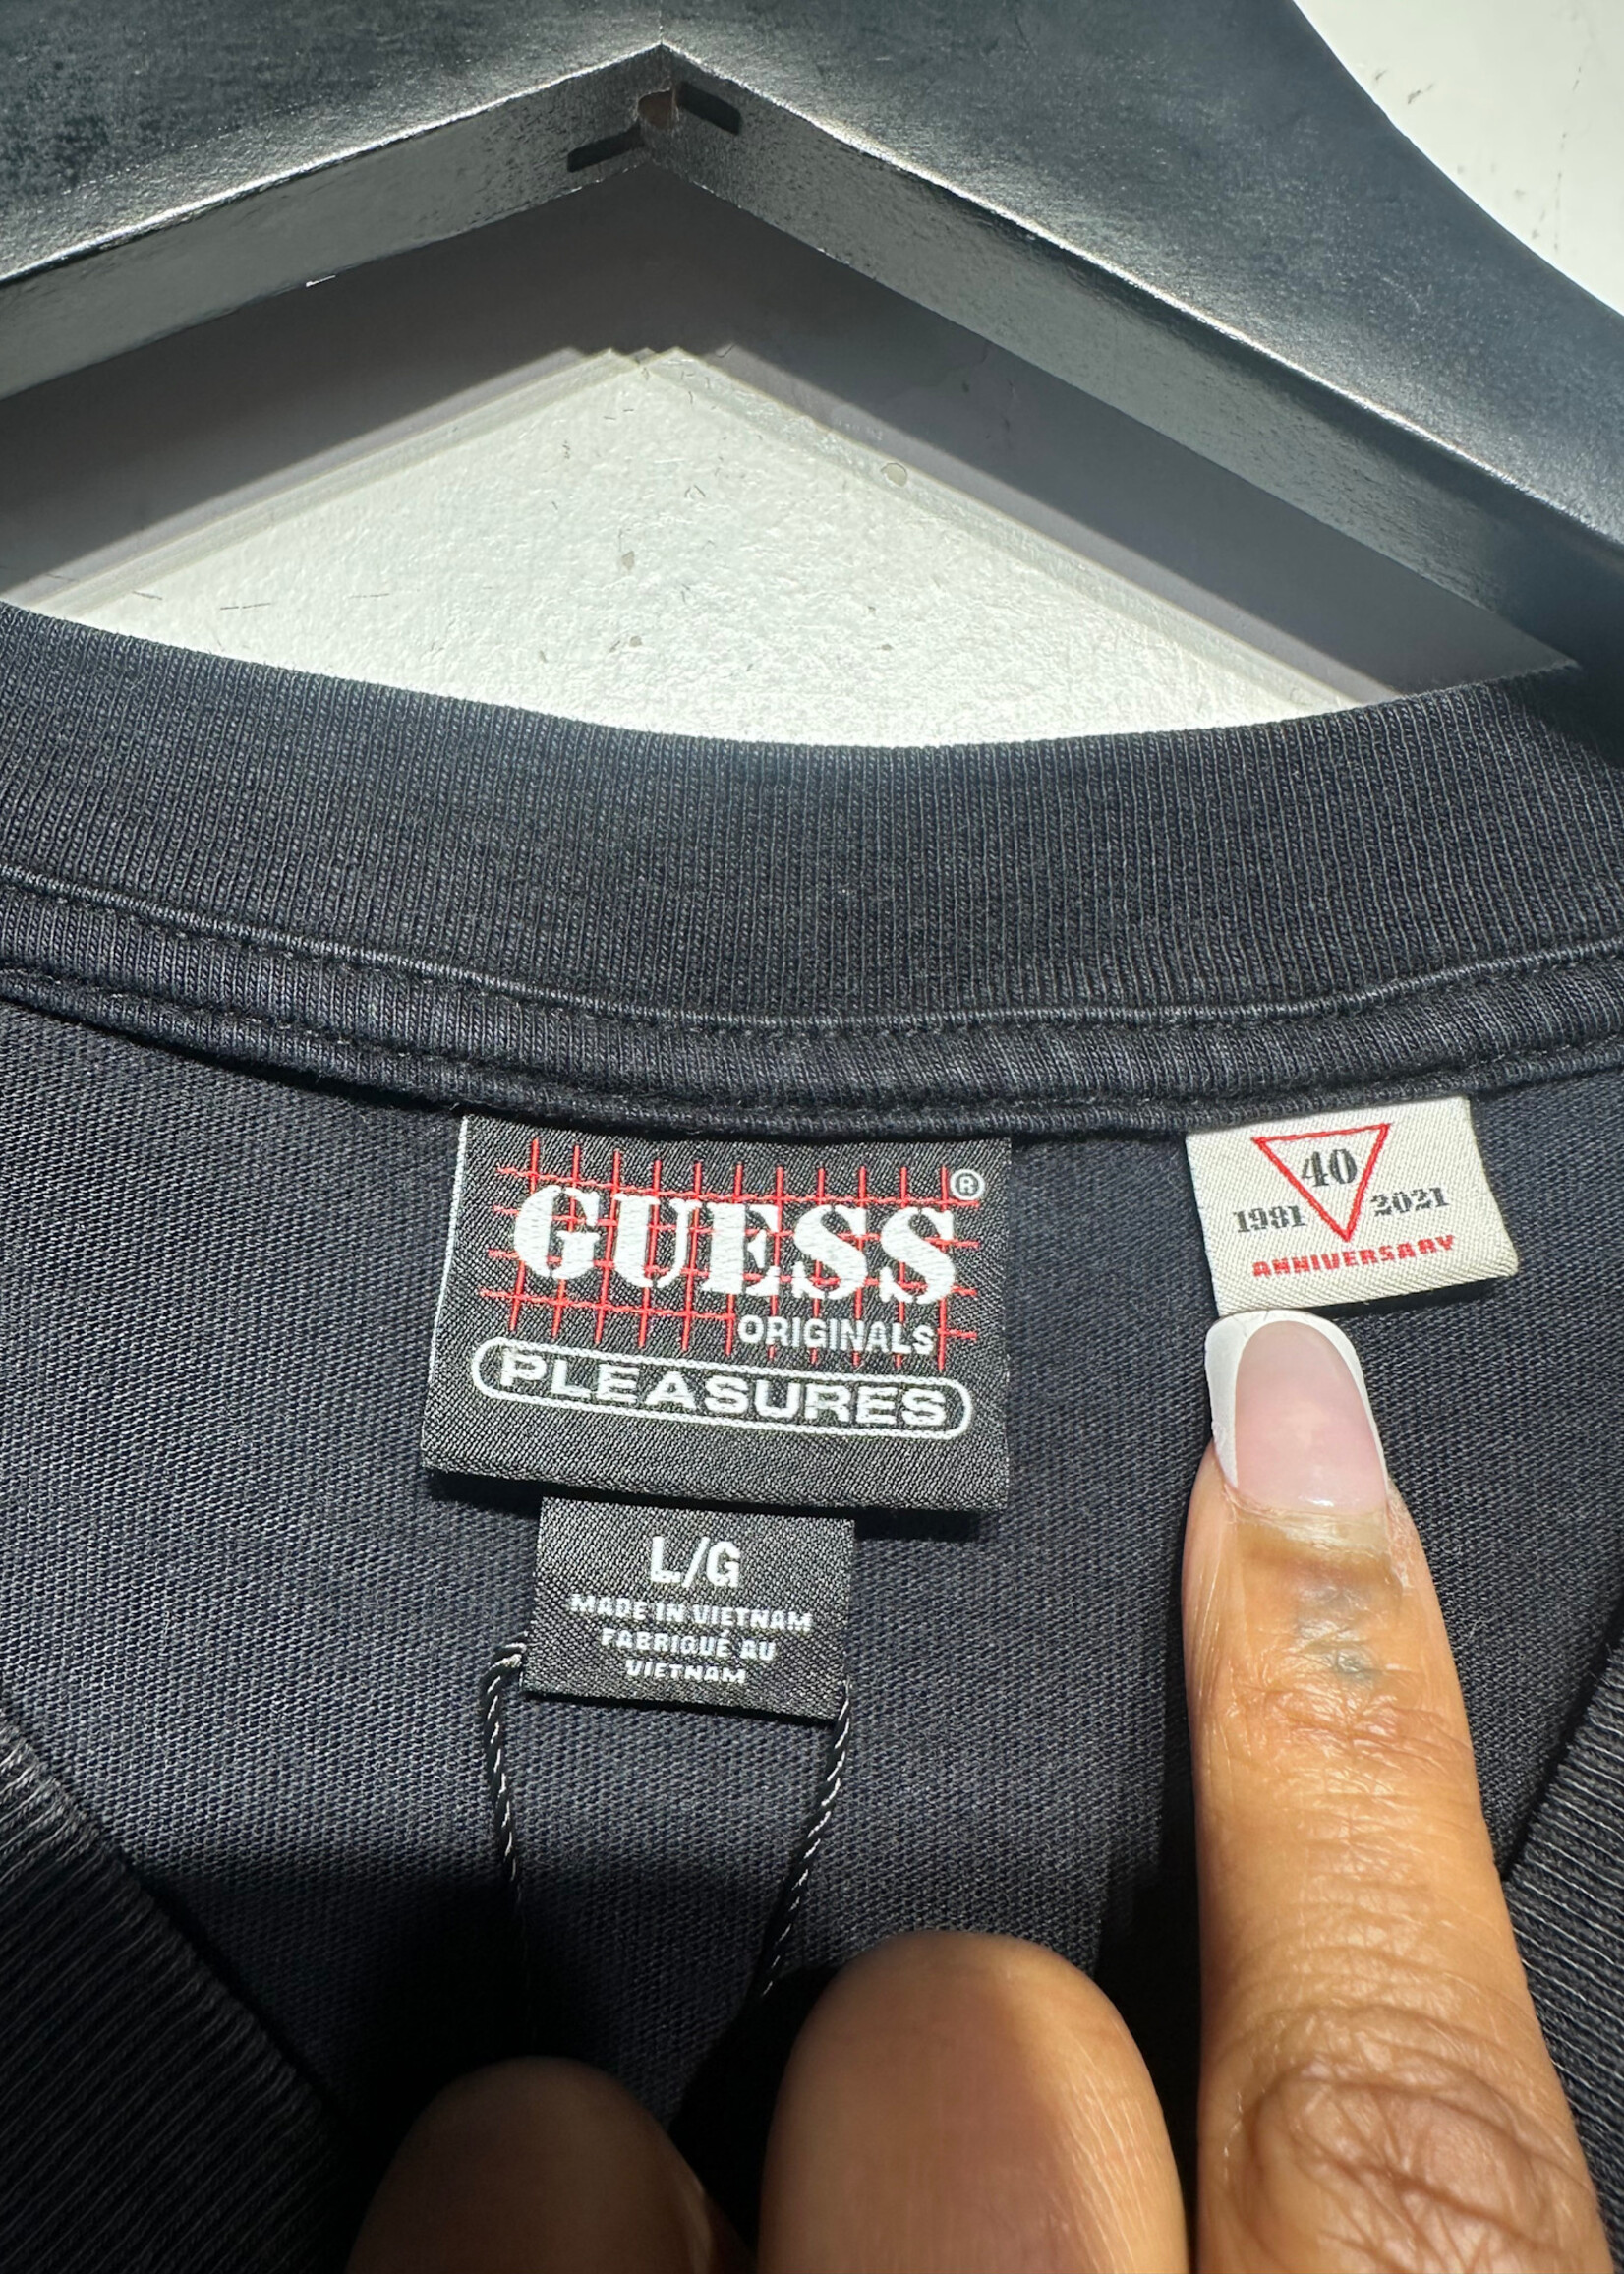 GUESS ®
ORIGINALS
PLEASURES
L/G
MADE IN VIETNAM
FABRIQUÉ AU
VIETNAM
40
1981 2021
ANNIVERSARY